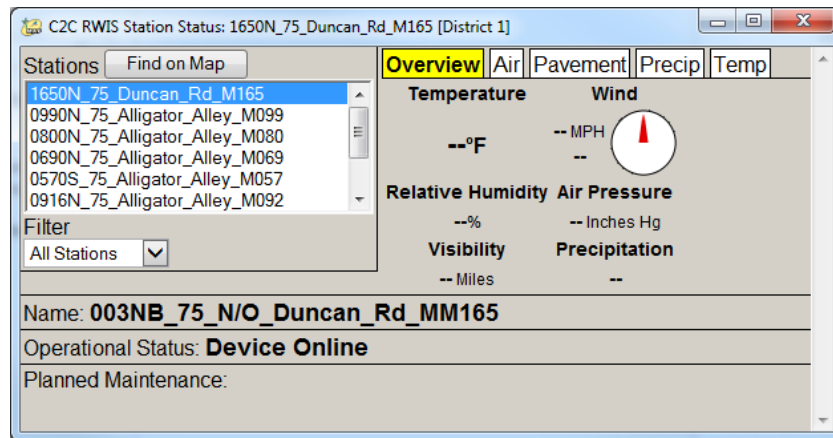 C2C RWIS Station Status: 1650N_75_Duncan_Rd_M165 [District 1]
Stations Find on Map
1650N_75_Duncan_Rd_M165
0990N_75_Alligator_Alley_M099
0800N_75_Alligator_Alley_M080
0690N_75_Alligator_Alley_M069
0570S_75_Alligator_Alley_M057
0916N_75_Alligator_Alley_M092
Filter
All Stations
Overview Air Pavement Precip Temp
Temperature Wind
--°F -- MPH
--
Relative Humidity Air Pressure
--% -- Inches Hg
Visibility Precipitation
-- Miles --
Name: 003NB_75_N/O_Duncan_Rd_MM165
Operational Status: Device Online
Planned Maintenance: